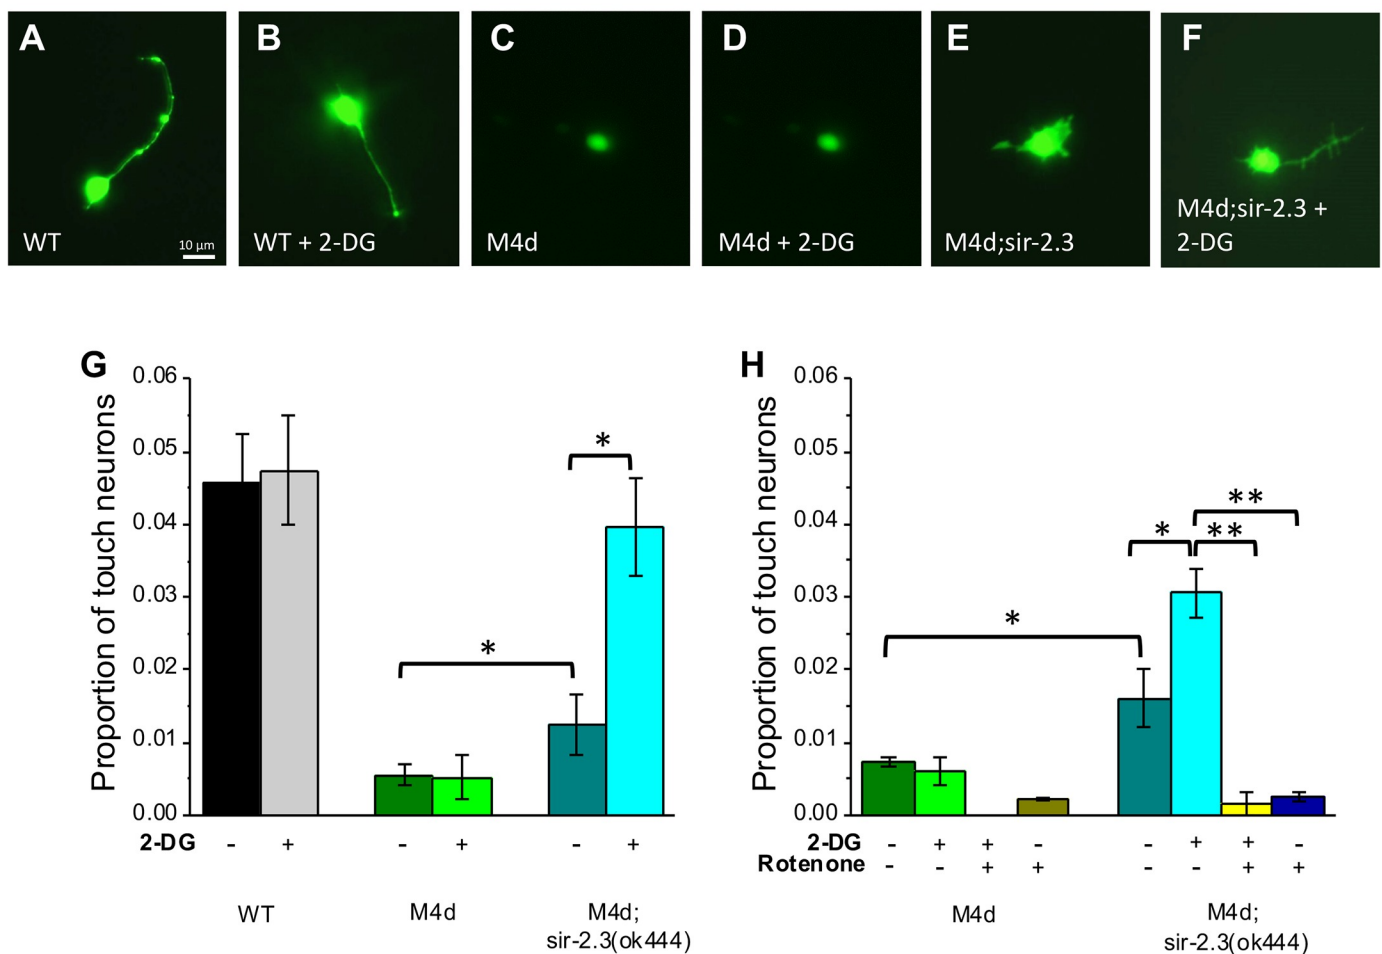 A B C D E F
WT
10 µm
WT + 2-DG
M4d
M4d + 2-DG
M4d;sir-2.3
M4d;sir-2.3 +
2-DG
G
Proportion of touch neurons
0.06
0.05
0.04
0.03
0.02
0.01
0.00
*
*
2-DG - + - + - +
WT M4d M4d;
sir-2.3(ok444)
H
Proportion of touch neurons
0.06
0.05
0.04
0.03
0.02
0.01
0.00
**
* **
*
2-DG - + + - - + + -
Rotenone - - + + - - + +
M4d M4d;
sir-2.3(ok444)